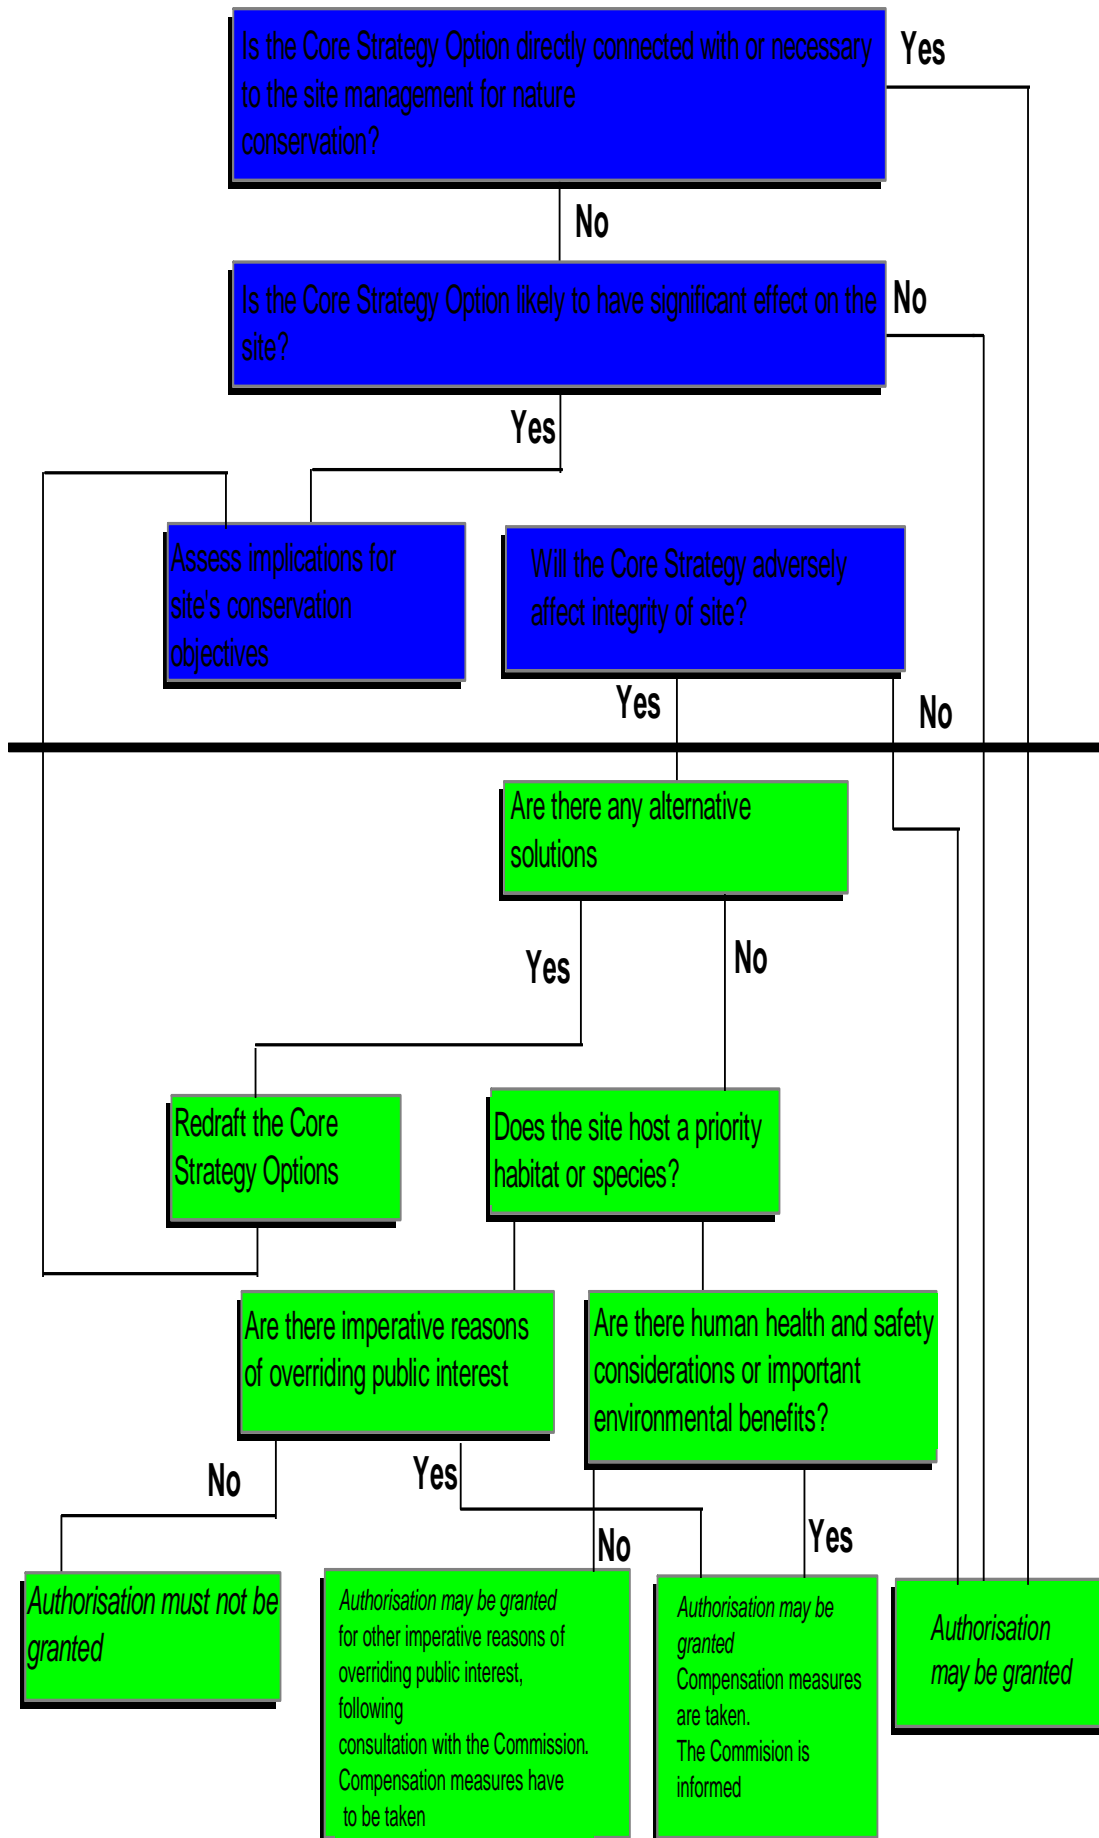 Is the Core Strategy Option directly connected with or necessary
to the site management for nature
conservation?
Yes
No
Is the Core Strategy Option likely to have significant effect on the
site?
No
Yes
Assess implications for
site's conservation
objectives
Will the Core Strategy adversely
affect integrity of site?
Yes
No
Are there any alternative
solutions
Yes
No
Redraft the Core
Strategy Options
Does the site host a priority
habitat or species?
Are there imperative reasons
of overriding public interest
Are there human health and safety
considerations or important
environmental benefits?
No
Yes
No
Yes
Authorisation must not be
granted
Authorisation may be granted
for other imperative reasons of
overriding public interest,
following
consultation with the Commission.
Compensation measures have
to be taken
Authorisation may be
granted
Compensation measures
are taken.
The Commision is
informed
Authorisation
may be granted